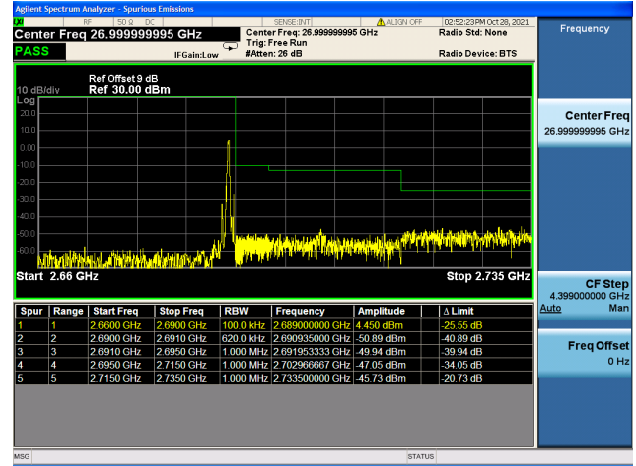 Agilent Spectrum Analyzer - Spurious Emissions
LXI
RF 50 Ω DC SENSE:INT ALIGN OFF 02:52:23 PM Oct 28, 2021
Center Freq 26.999999995 GHz
Center Freq: 26.999999995 GHz
Radio Std: None
Trig: Free Run
PASS
IFGain:Low
#Atten: 26 dB
Radio Device: BTS
Frequency
Ref Offset 9 dB
10 dB/div Ref 30.00 dBm
Log
20.0
10.0
0.00
-10.0
-20.0
-30.0
-40.0
-50.0
-60.0
Start 2.66 GHz
Stop 2.735 GHz
Center Freq
26.999999995 GHz
CF Step
4.399000000 GHz
Auto Man
Freq Offset
0 Hz
Spur Range Start Freq Stop Freq RBW Frequency Amplitude Δ Limit
1 1 2.6600 GHz 2.6900 GHz 100.0 kHz 2.689000000 GHz 4.450 dBm -25.55 dB
2 2 2.6900 GHz 2.6910 GHz 620.0 kHz 2.690935000 GHz -50.89 dBm -40.89 dB
3 3 2.6910 GHz 2.6950 GHz 1.000 MHz 2.691953333 GHz -49.94 dBm -39.94 dB
4 4 2.6950 GHz 2.7150 GHz 1.000 MHz 2.702966667 GHz -47.05 dBm -34.05 dB
5 5 2.7150 GHz 2.7350 GHz 1.000 MHz 2.733500000 GHz -45.73 dBm -20.73 dB
MSG
STATUS